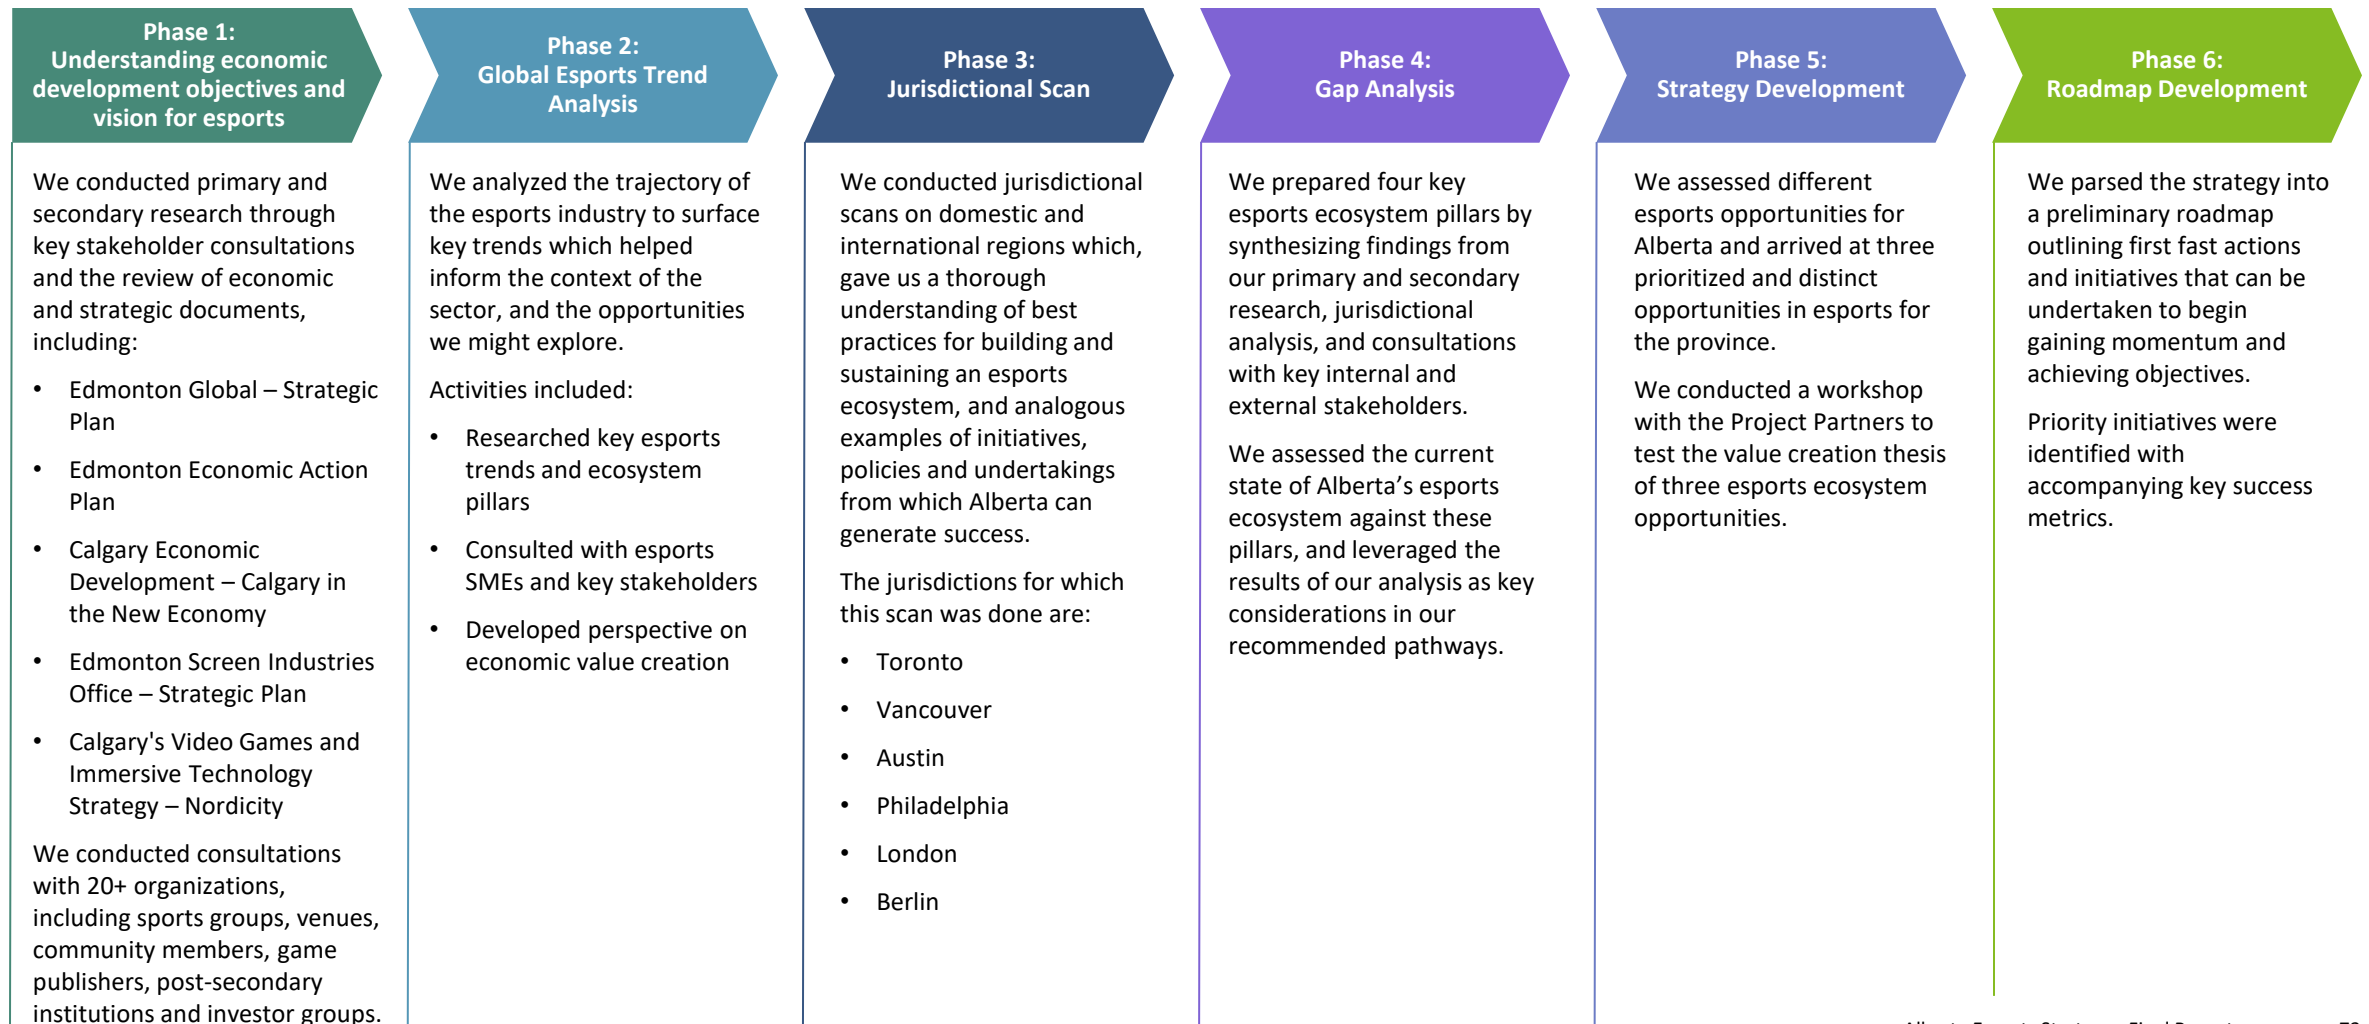 Phase 1:
Understanding economic
development objectives and
vision for esports
We conducted primary and
secondary research through
key stakeholder consultations
and the review of economic
and strategic documents,
including:
• Edmonton Global – Strategic
Plan
• Edmonton Economic Action
Plan
• Calgary Economic
Development – Calgary in
the New Economy
• Edmonton Screen Industries
Office – Strategic Plan
• Calgary's Video Games and
Immersive Technology
Strategy – Nordicity
We conducted consultations
with 20+ organizations,
including sports groups, venues,
community members, game
publishers, post-secondary
institutions and investor groups.
Phase 2:
Global Esports Trend
Analysis
We analyzed the trajectory of
the esports industry to surface
key trends which helped
inform the context of the
sector, and the opportunities
we might explore.
Activities included:
• Researched key esports
trends and ecosystem
pillars
• Consulted with esports
SMEs and key stakeholders
• Developed perspective on
economic value creation
Phase 3:
Jurisdictional Scan
We conducted jurisdictional
scans on domestic and
international regions which,
gave us a thorough
understanding of best
practices for building and
sustaining an esports
ecosystem, and analogous
examples of initiatives,
policies and undertakings
from which Alberta can
generate success.
The jurisdictions for which
this scan was done are:
• Toronto
• Vancouver
• Austin
• Philadelphia
• London
• Berlin
Phase 4:
Gap Analysis
We prepared four key
esports ecosystem pillars by
synthesizing findings from
our primary and secondary
research, jurisdictional
analysis, and consultations
with key internal and
external stakeholders.
We assessed the current
state of Alberta’s esports
ecosystem against these
pillars, and leveraged the
results of our analysis as key
considerations in our
recommended pathways.
Phase 5:
Strategy Development
We assessed different
esports opportunities for
Alberta and arrived at three
prioritized and distinct
opportunities in esports for
the province.
We conducted a workshop
with the Project Partners to
test the value creation thesis
of three esports ecosystem
opportunities.
Phase 6:
Roadmap Development
We parsed the strategy into
a preliminary roadmap
outlining first fast actions
and initiatives that can be
undertaken to begin
gaining momentum and
achieving objectives.
Priority initiatives were
identified with
accompanying key success
metrics.